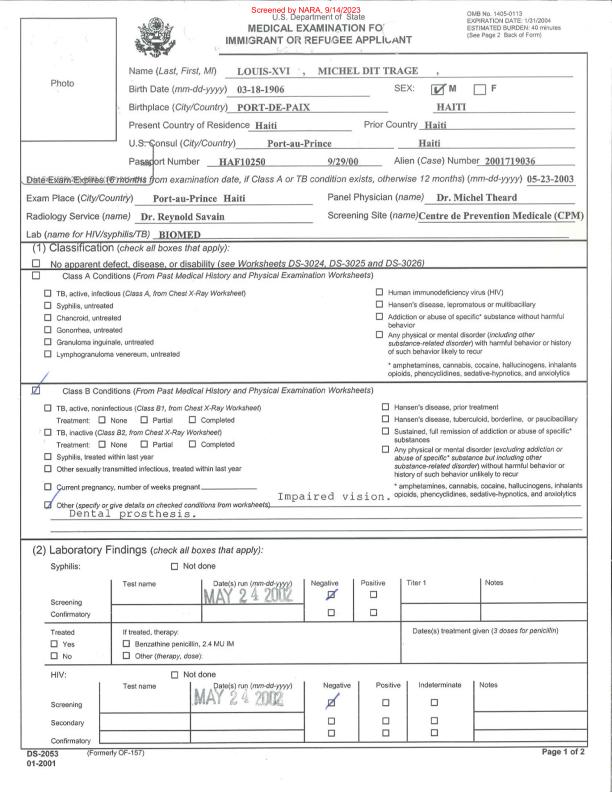 Screened by NARA, 9/14/2023
U.S. Department of State
MEDICAL EXAMINATION FO
IMMIGRANT OR REFUGEE APPLICANT
OMB No. 1405-0113
EXPIRATION DATE: 1/31/2004
ESTIMATED BURDEN: 40 minutes
(See Page 2 Back of Form)
Photo
Name (Last, First, MI) LOUIS-XVI , MICHEL DIT TRAGE ,
Birth Date (mm-dd-yyyy) 03-18-1906 SEX: ☑ M ☐ F
Birthplace (City/Country) PORT-DE-PAIX HAITI
Present Country of Residence Haiti Prior Country Haiti
U.S. Consul (City/Country) Port-au-Prince Haiti
Passport Number HAF10250 9/29/00 Alien (Case) Number 2001719036
Date Exam Expires (6 months from examination date, if Class A or TB condition exists, otherwise 12 months) (mm-dd-yyyy) 05-23-2003
Exam Place (City/Country) Port-au-Prince Haiti Panel Physician (name) Dr. Michel Theard
Radiology Service (name) Dr. Reynold Savain Screening Site (name) Centre de Prevention Medicale (CPM)
Lab (name for HIV/syphilis/TB) BIOMED
(1) Classification (check all boxes that apply):
☐ No apparent defect, disease, or disability (see Worksheets DS-3024, DS-3025 and DS-3026)
☐ Class A Conditions (From Past Medical History and Physical Examination Worksheets)
☐ TB, active, infectious (Class A, from Chest X-Ray Worksheet)
☐ Syphilis, untreated
☐ Chancroid, untreated
☐ Gonorrhea, untreated
☐ Granuloma inguinale, untreated
☐ Lymphogranuloma venereum, untreated
☐ Human immunodeficiency virus (HIV)
☐ Hansen's disease, lepromatous or multibacillary
☐ Addiction or abuse of specific* substance without harmful
behavior
☐ Any physical or mental disorder (including other
substance-related disorder) with harmful behavior or history
of such behavior likely to recur
* amphetamines, cannabis, cocaine, hallucinogens, inhalants
opioids, phencyclidines, sedative-hypnotics, and anxiolytics
☑ Class B Conditions (From Past Medical History and Physical Examination Worksheets)
☐ TB, active, noninfectious (Class B1, from Chest X-Ray Worksheet)
Treatment: ☐ None ☐ Partial ☐ Completed
☐ TB, inactive (Class B2, from Chest X-Ray Worksheet)
Treatment: ☐ None ☐ Partial ☐ Completed
☐ Syphilis, treated within last year
☐ Other sexually transmitted infectious, treated within last year
☐ Current pregnancy, number of weeks pregnant
☑ Other (specify or give details on checked conditions from worksheets) Impaired vision.
Dental prosthesis.
☐ Hansen's disease, prior treatment
☐ Hansen's disease, tuberculoid, borderline, or paucibacillary
☐ Sustained, full remission of addiction or abuse of specific*
substances
☐ Any physical or mental disorder (excluding addiction or
abuse of specific* substance but including other
substance-related disorder) without harmful behavior or
history of such behavior unlikely to recur
* amphetamines, cannabis, cocaine, hallucinogens, inhalants
opioids, phencyclidines, sedative-hypnotics, and anxiolytics
(2) Laboratory Findings (check all boxes that apply):
Syphilis: ☐ Not done
Test name Date(s) run (mm-dd-yyyy) Negative Positive Titer 1 Notes
Screening MAY 24 2002 ☑ ☐
Confirmatory ☐ ☐
Treated If treated, therapy: Dates(s) treatment given (3 doses for penicillin)
☐ Yes ☐ Benzathine penicillin, 2.4 MU IM
☐ No ☐ Other (therapy, dose):
HIV: ☐ Not done
Test name Date(s) run (mm-dd-yyyy) Negative Positive Indeterminate Notes
Screening MAY 24 2002 ☑ ☐ ☐
Secondary ☐ ☐ ☐
Confirmatory ☐ ☐ ☐
DS-2053 (Formerly OF-157) Page 1 of 2
01-2001